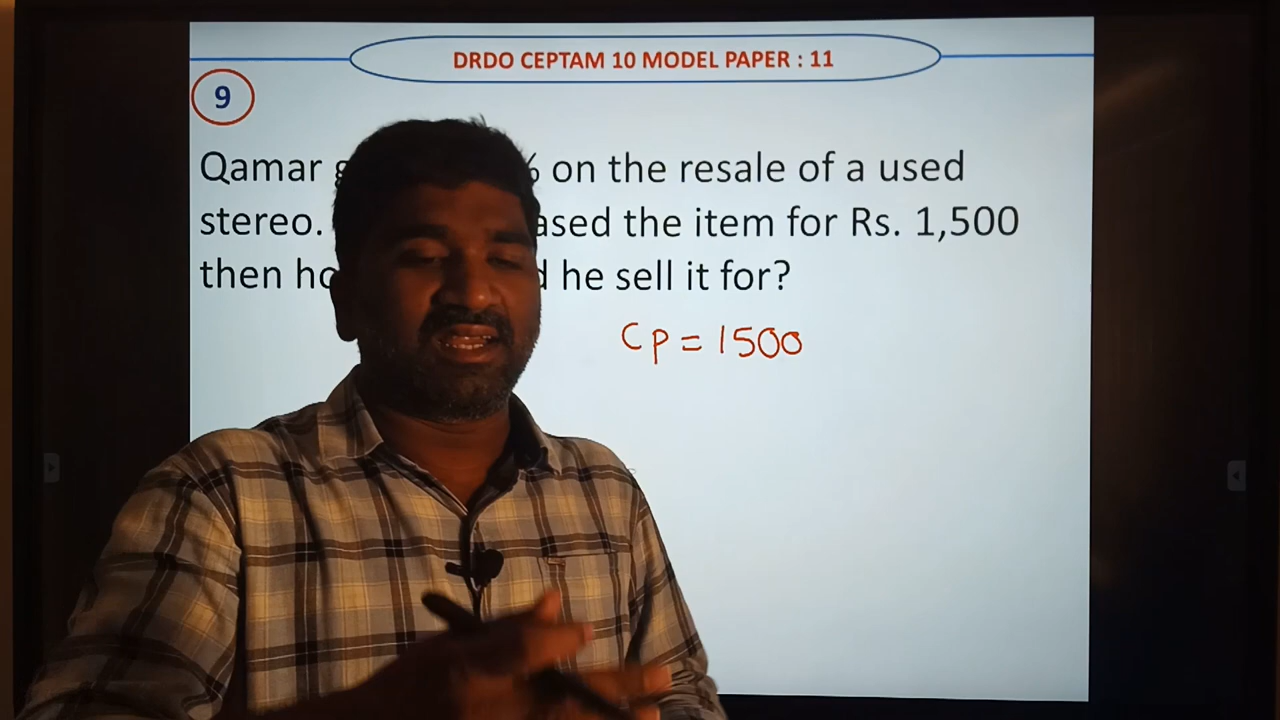 DRDO CEPTAM 10 MODEL PAPER : 11
9
Qamar % on the resale of a used
stereo. ased the item for Rs. 1,500
then he sell it for?
CP = 1500